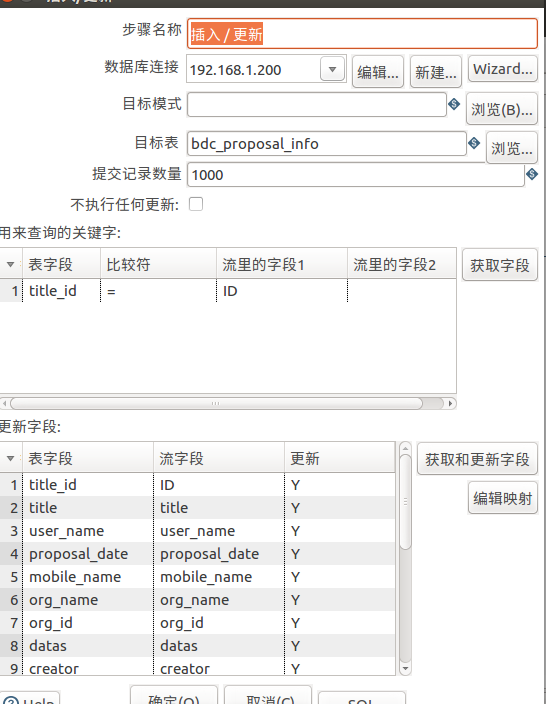 插入/更新
步骤名称 插入 / 更新
数据库连接 192.168.1.200 编辑... 新建... Wizard...
目标模式 浏览(B)...
目标表 bdc_proposal_info 浏览...
提交记录数量 1000
不执行任何更新:
用来查询的关键字:
表字段 比较符 流里的字段1 流里的字段2 获取字段
1 title_id = ID
更新字段:
表字段 流字段 更新 获取和更新字段
1 title_id ID Y 编辑映射
2 title title Y
3 user_name user_name Y
4 proposal_date proposal_date Y
5 mobile_name mobile_name Y
6 org_name org_name Y
7 org_id org_id Y
8 datas datas Y
9 creator creator Y
Help 确定(O) 取消(C) SQL